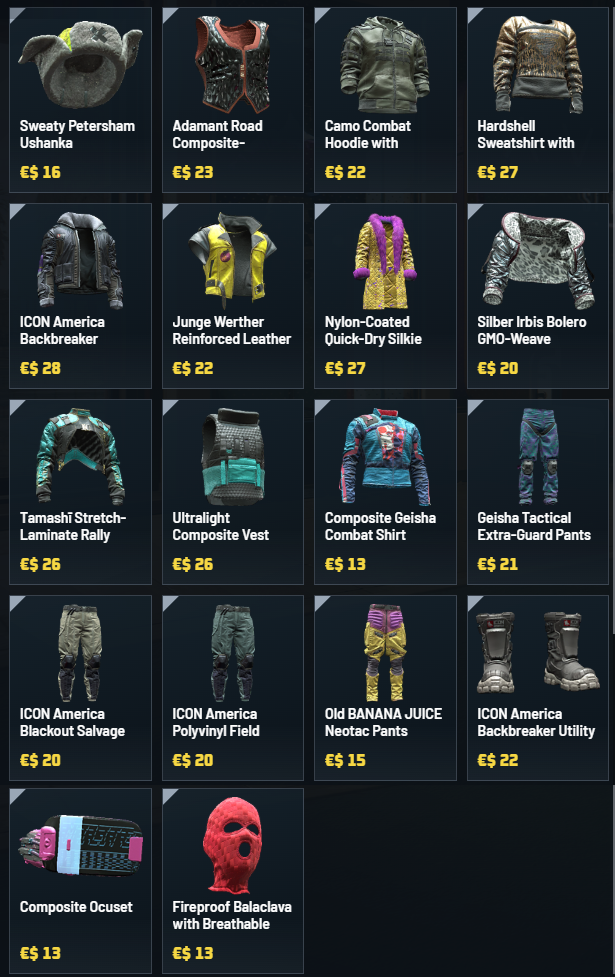 Sweaty Petersham
Ushanka
€$ 16
Adamant Road
Composite-
€$ 23
Camo Combat
Hoodie with
€$ 22
Hardshell
Sweatshirt with
€$ 27
ICON America
Backbreaker
€$ 28
Junge Werther
Reinforced Leather
€$ 22
Nylon-Coated
Quick-Dry Silkie
€$ 27
Silber Irbis Bolero
GMO-Weave
€$ 20
Tamashī Stretch-
Laminate Rally
€$ 26
Ultralight
Composite Vest
€$ 26
Composite Geisha
Combat Shirt
€$ 13
Geisha Tactical
Extra-Guard Pants
€$ 21
ICON America
Blackout Salvage
€$ 20
ICON America
Polyvinyl Field
€$ 20
Old BANANA JUICE
Neotac Pants
€$ 15
ICON America
Backbreaker Utility
€$ 22
Composite Ocuset
€$ 13
Fireproof Balaclava
with Breathable
€$ 13